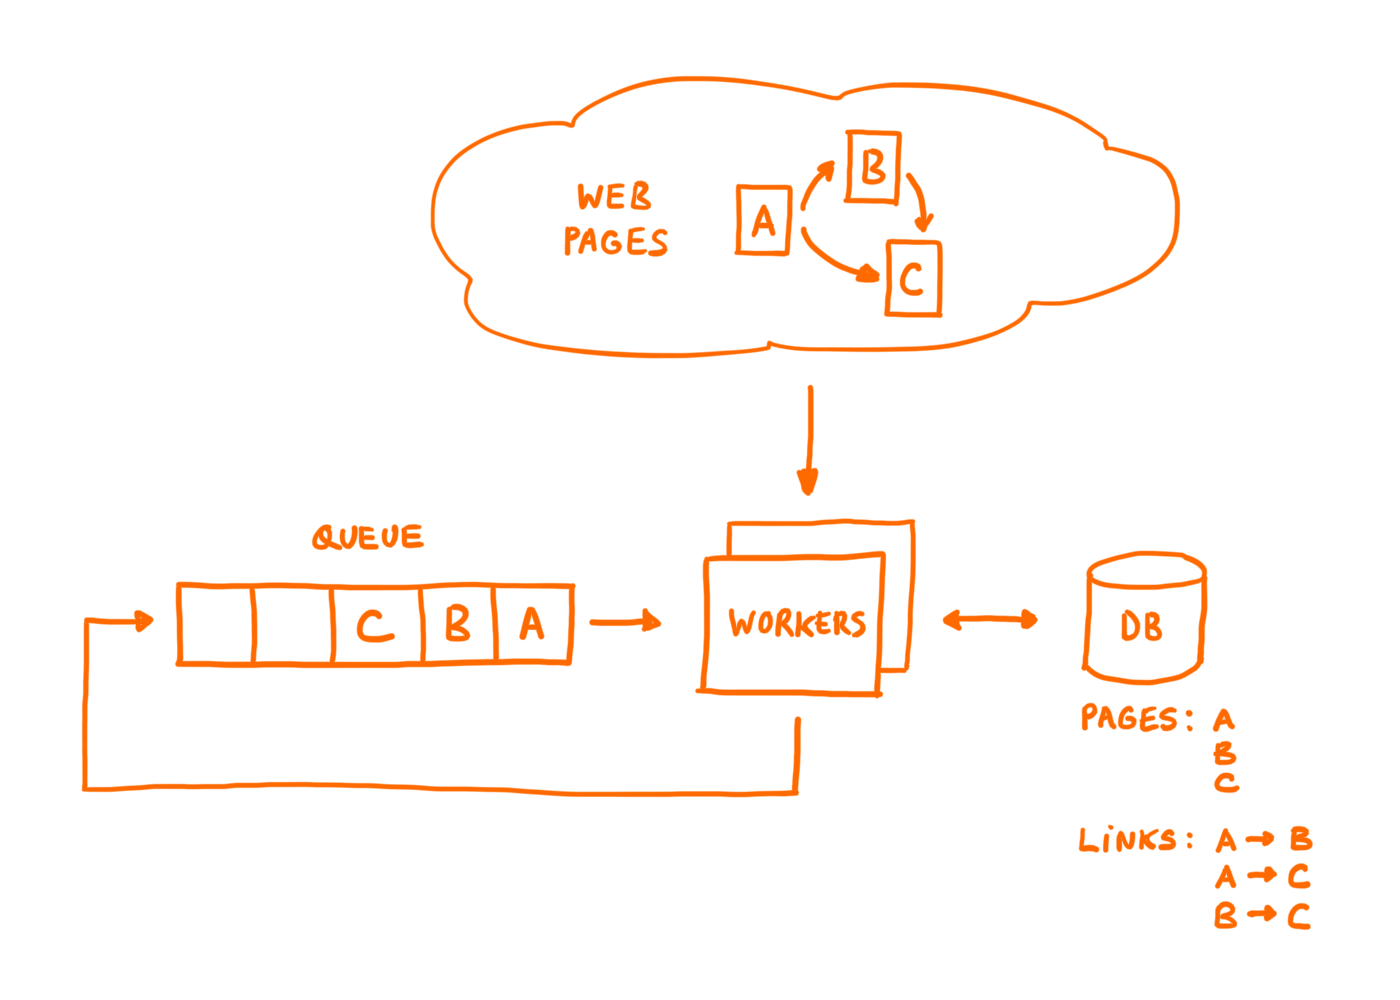 WEB
PAGES
A
B
C
QUEUE
C B A
WORKERS
DB
PAGES: A
B
C
LiNKS: A → B
A → C
B → C